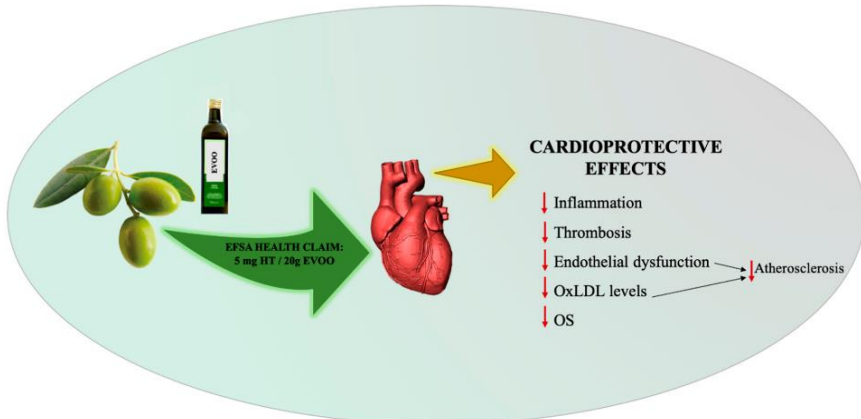 EVOO
EFSA HEALTH CLAIM:
5 mg HT / 20g EVOO
CARDIOPROTECTIVE
EFFECTS
Inflammation
Thrombosis
Endothelial dysfunction
Atherosclerosis
OxLDL levels
OS